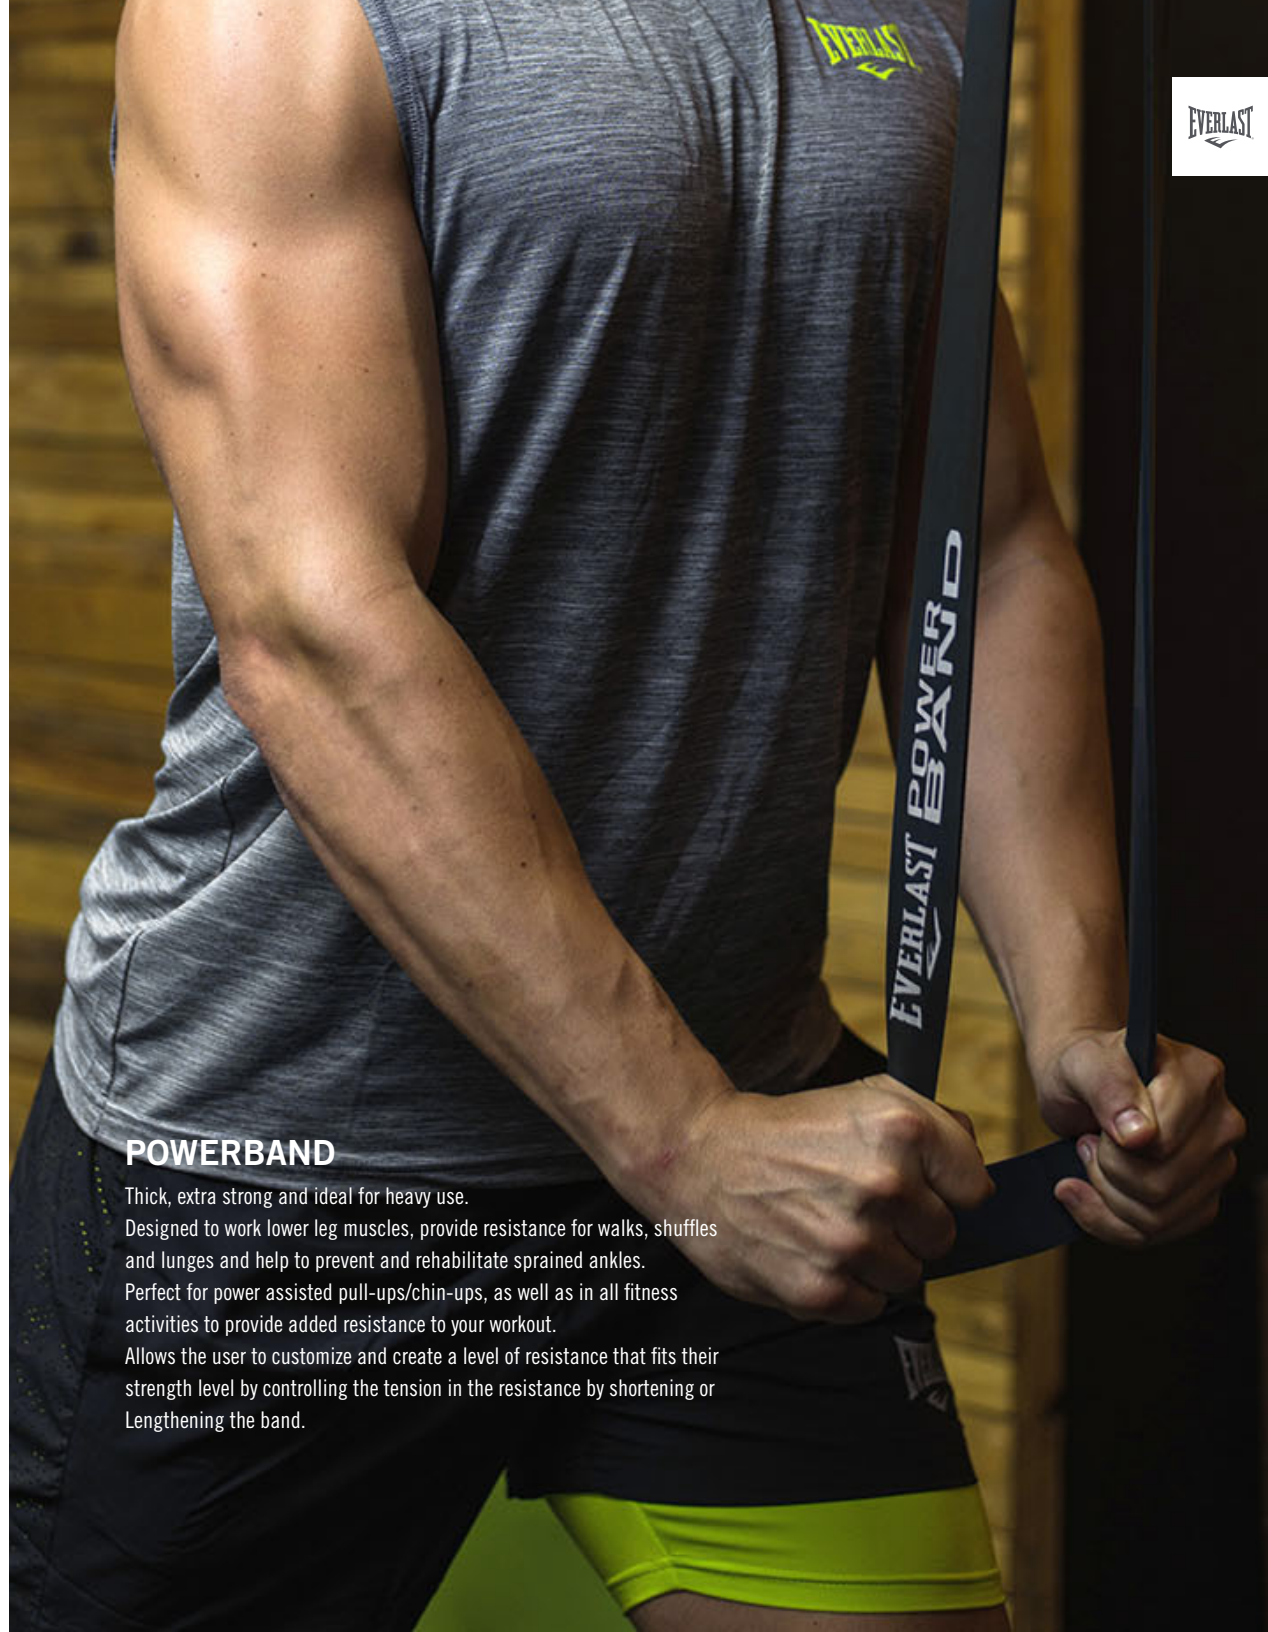 EVERLAST
EVERLAST
EVERLAST POWER BAND
POWERBAND
Thick, extra strong and ideal for heavy use.
Designed to work lower leg muscles, provide resistance for walks, shuffles
and lunges and help to prevent and rehabilitate sprained ankles.
Perfect for power assisted pull-ups/chin-ups, as well as in all fitness
activities to provide added resistance to your workout.
Allows the user to customize and create a level of resistance that fits their
strength level by controlling the tension in the resistance by shortening or
Lengthening the band.